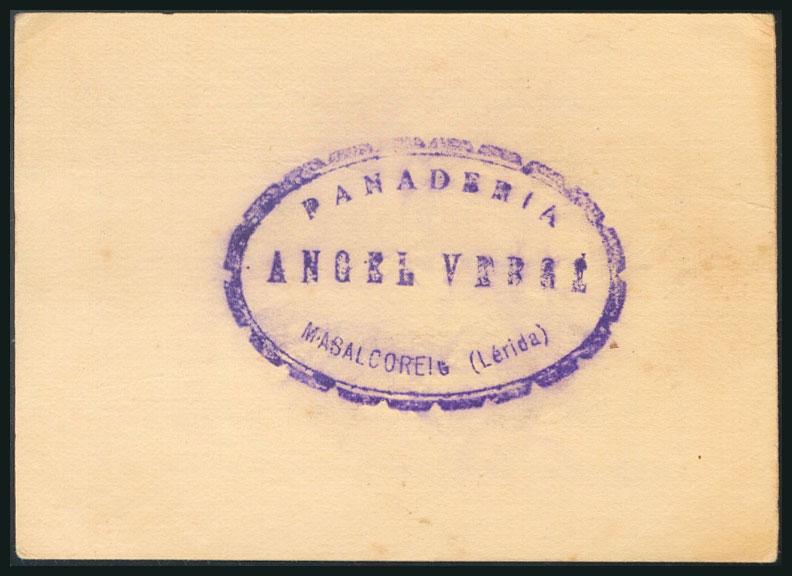 PANADERIA
ANGEL VERGÉ
MASALCOREIG (Lérida)